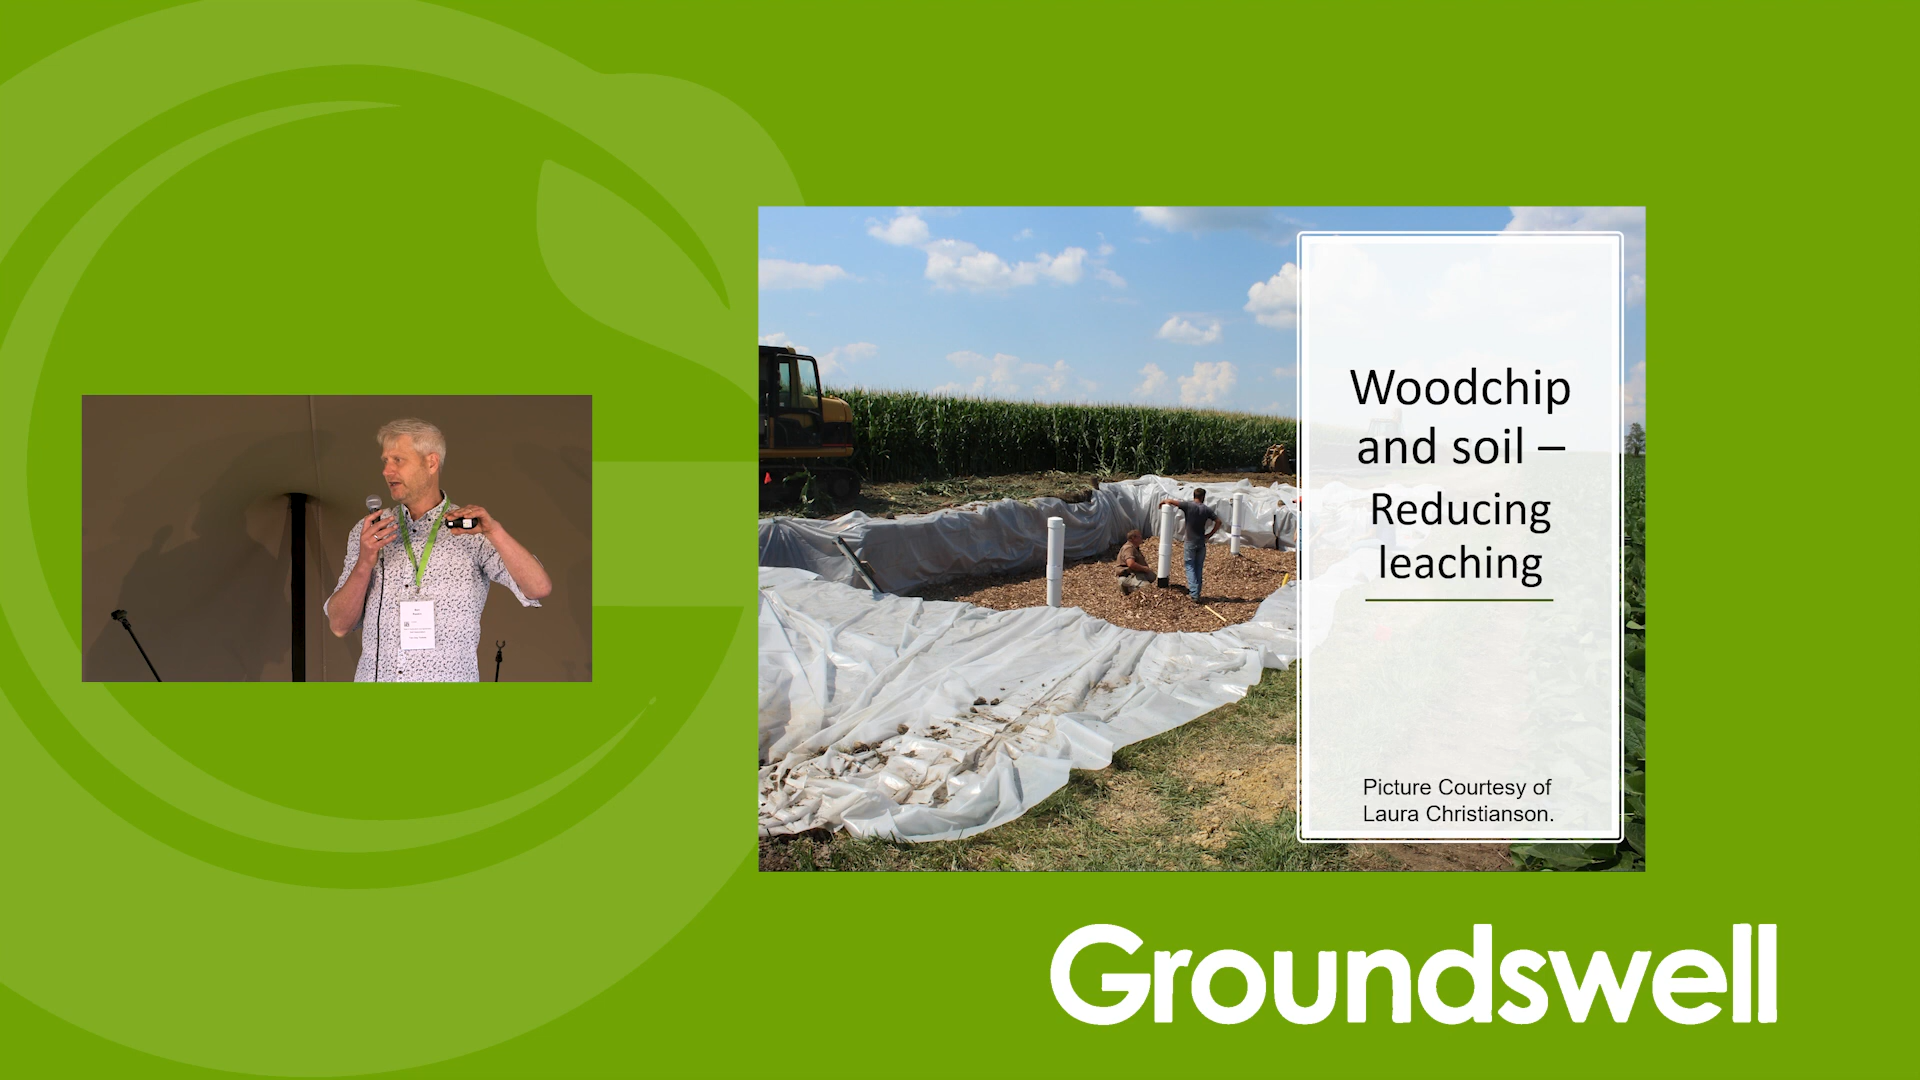 Woodchip
and soil –
Reducing
leaching
Picture Courtesy of
Laura Christianson.
Groundswell